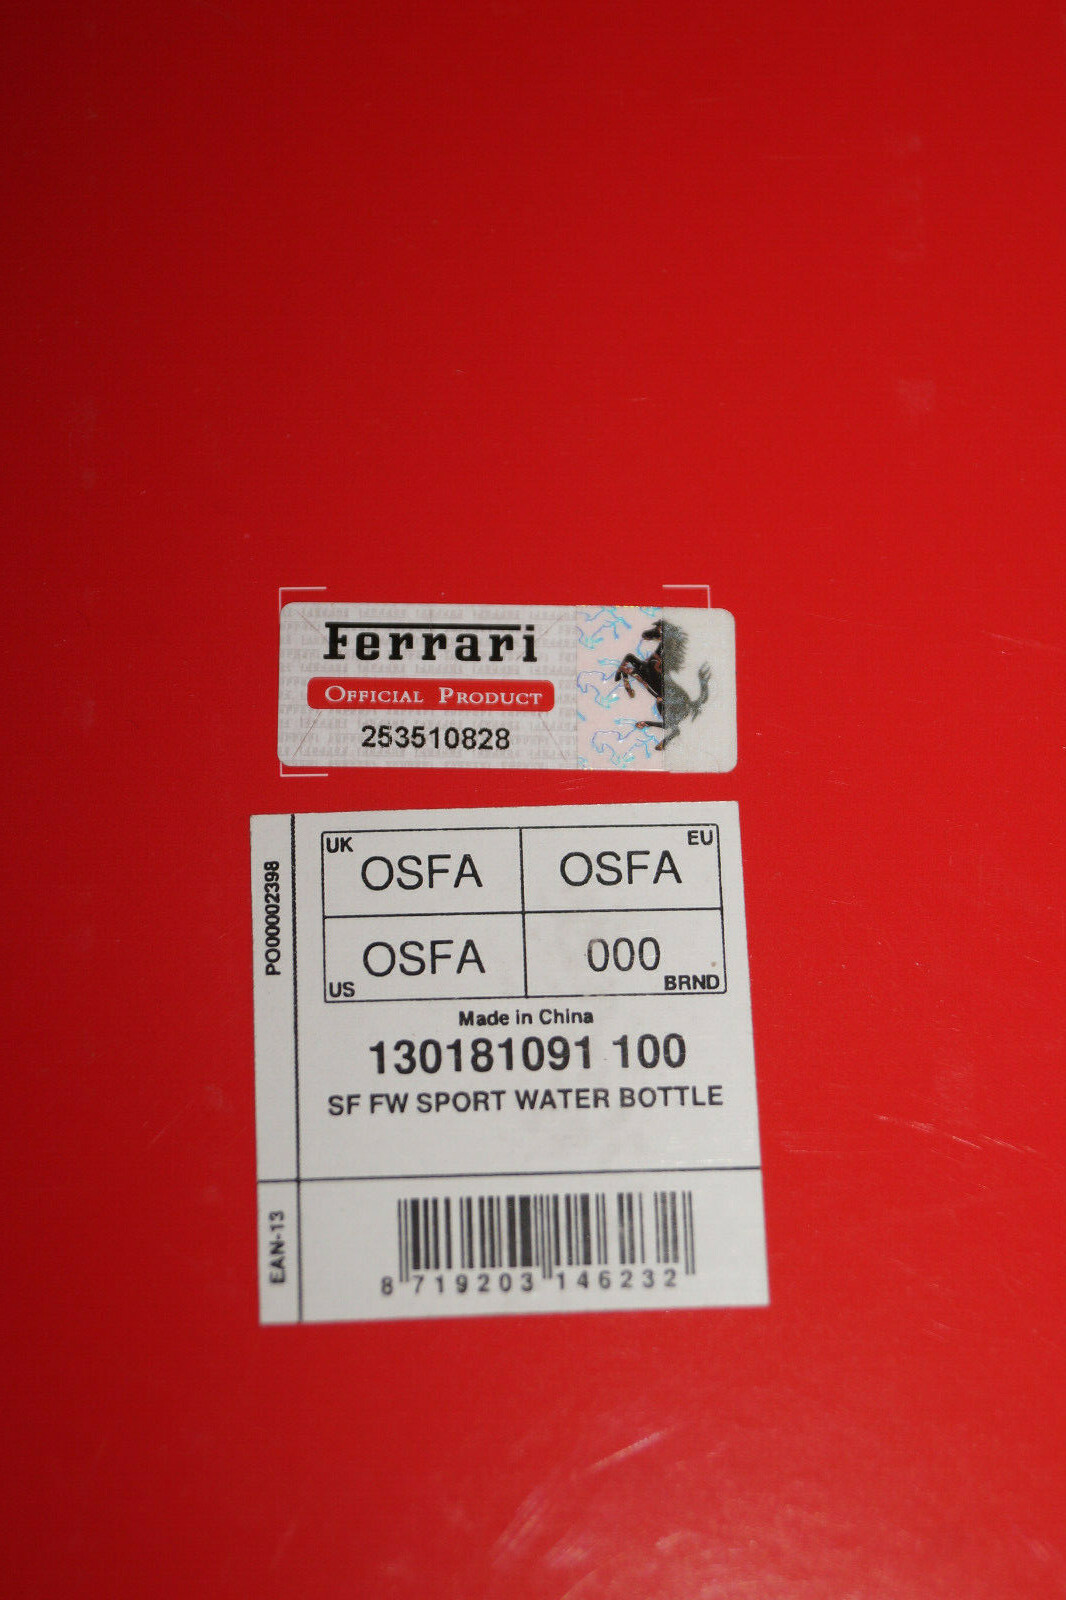 Ferrari
OFFICIAL PRODUCT
253510828
PO00002398
UK OSFA
OSFA EU
OSFA US
000 BRND
Made in China
130181091 100
SF FW SPORT WATER BOTTLE
EAN-13
8 719203 146232